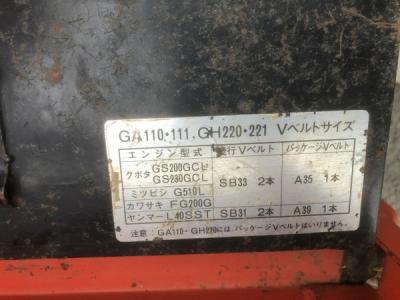 GA110・111,GH220・221 Vベルトサイズ
エンジン型式 走行Vベルト パッケージVベルト
クボタ GS200GCL
GS280GCL SB33 2本 A35 1本
ミツビシ G510L
カワサキ FG200G
ヤンマー L40SST SB31 2本 A39 1本
注意:GA110・GH220には,パッケージVベルトはいりません.